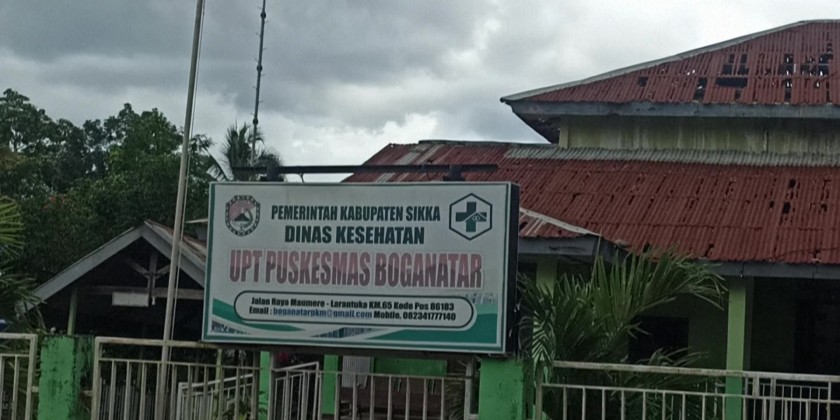 PEMERINTAH KABUPATEN SIKKA
DINAS KESEHATAN
UPT PUSKESMAS BOGANATAR
Jalan Raya Maumere - Larantuka KM.65 Kode Pos 86183
Email : boganatarpkm@gmail.com Mobile, 082341777140